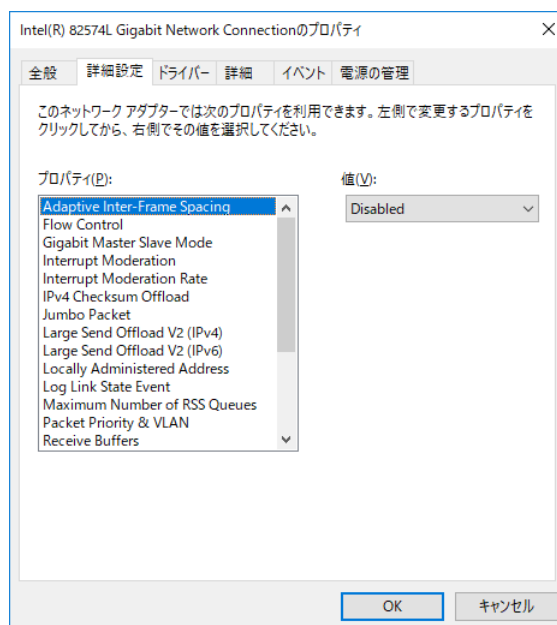 Intel(R) 82574L Gigabit Network Connectionのプロパティ
全般 詳細設定 ドライバー 詳細 イベント 電源の管理
このネットワーク アダプターでは次のプロパティを利用できます。左側で変更するプロパティを
クリックしてから、右側でその値を選択してください。
プロパティ(P): 値(V):
Adaptive Inter-Frame Spacing Disabled
Flow Control
Gigabit Master Slave Mode
Interrupt Moderation
Interrupt Moderation Rate
IPv4 Checksum Offload
Jumbo Packet
Large Send Offload V2 (IPv4)
Large Send Offload V2 (IPv6)
Locally Administered Address
Log Link State Event
Maximum Number of RSS Queues
Packet Priority & VLAN
Receive Buffers
OK キャンセル